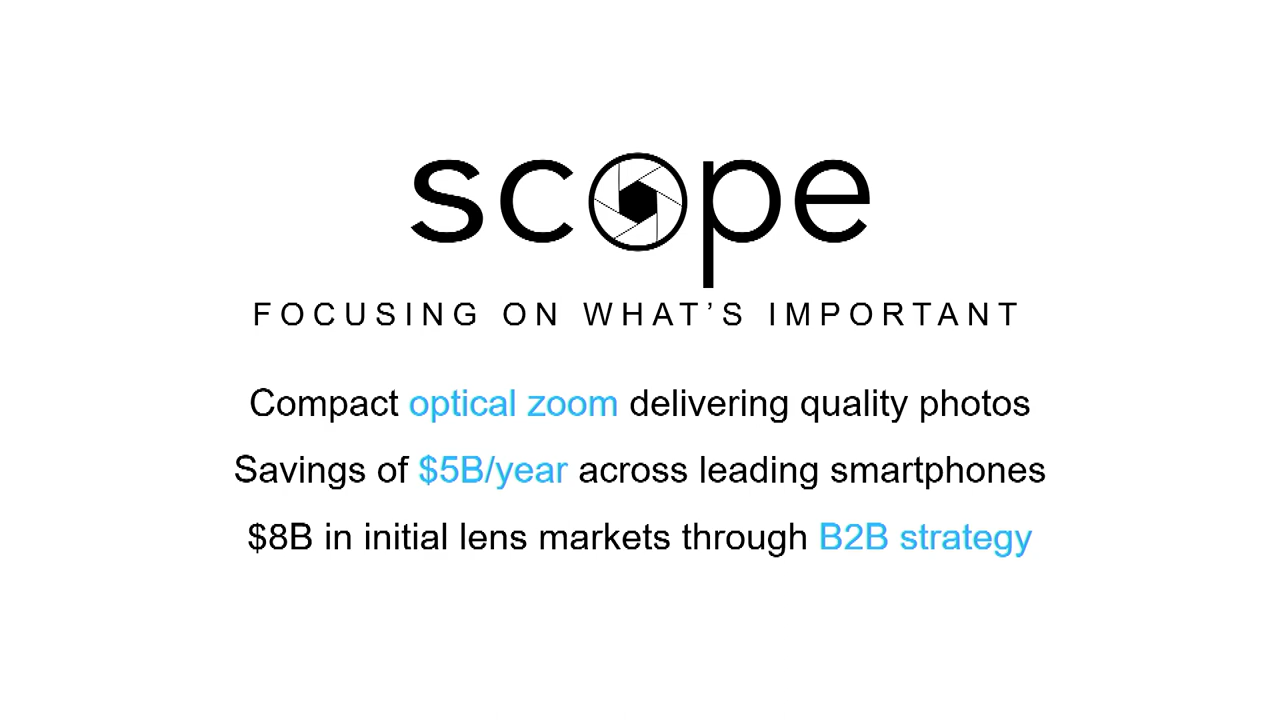 scope
FOCUSING ON WHAT’S IMPORTANT
Compact optical zoom delivering quality photos
Savings of $5B/year across leading smartphones
$8B in initial lens markets through B2B strategy